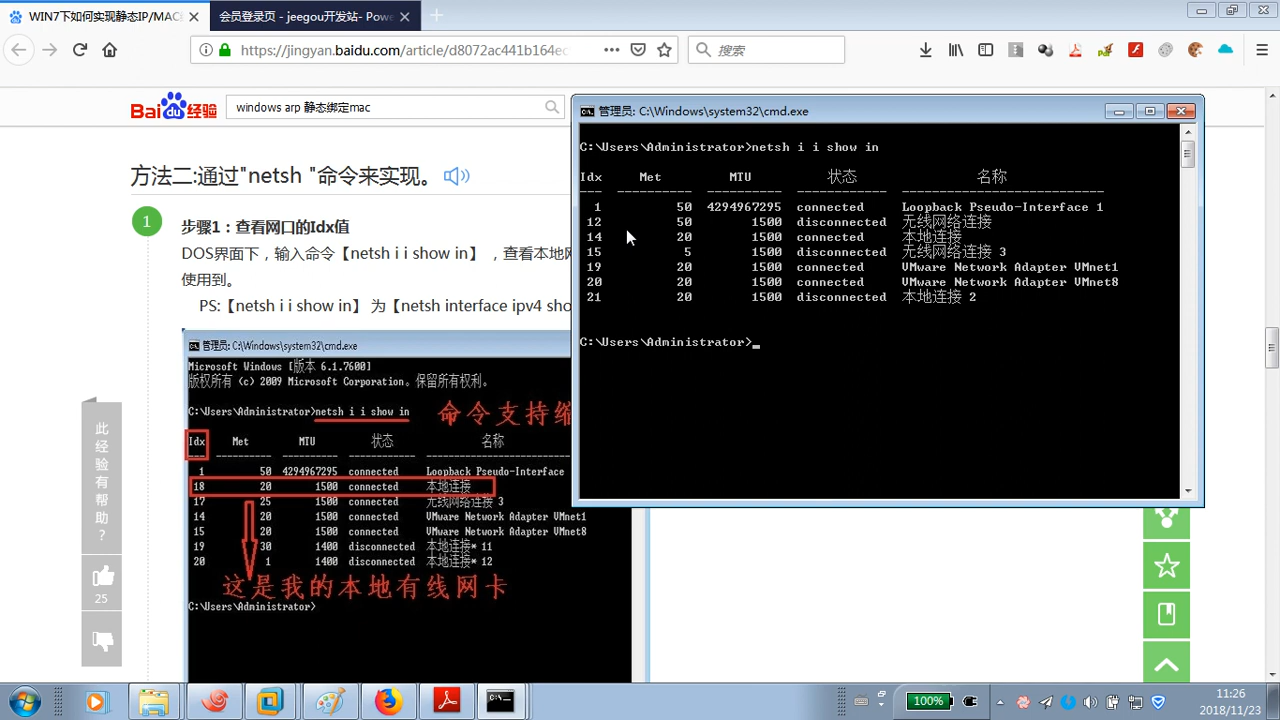 WIN7下如何实现静态IP/MAC
会员登录页 - jeegou开发站- Pow
https://jingyan.baidu.com/article/d8072ac441b164ec
搜索
Bai du 经验
windows arp 静态绑定mac
方法二:通过"netsh "命令来实现。
1
步骤1：查看网口的Idx值
DOS界面下，输入命令【netsh i i show in】 ，查看本地网
使用到。
PS:【netsh i i show in】 为【netsh interface ipv4 sho
管理员: C:\Windows\system32\cmd.exe
Microsoft Windows [版本 6.1.7600]
版权所有 (c) 2009 Microsoft Corporation。保留所有权利。
C:\Users\Administrator>netsh i i show in
命令支持缩
Idx Met MTU 状态 名称
--- ---------- ---------- ------------ ---------------------------
1 50 4294967295 connected Loopback Pseudo-Interface
18 20 1500 connected 本地连接
17 25 1500 connected 无线网络连接 3
14 20 1500 connected VMware Network Adapter VMnet1
15 20 1500 connected VMware Network Adapter VMnet8
19 30 1400 disconnected 本地连接* 11
20 1 1400 disconnected 本地连接* 12
这是我的本地有线网卡
C:\Users\Administrator>
此经验有帮助？
25
管理员: C:\Windows\system32\cmd.exe
C:\Users\Administrator>netsh i i show in
Idx Met MTU 状态 名称
--- ---------- ---------- ------------ ---------------------------
1 50 4294967295 connected Loopback Pseudo-Interface 1
12 50 1500 disconnected 无线网络连接
14 20 1500 connected 本地连接
15 5 1500 disconnected 无线网络连接 3
19 20 1500 connected VMware Network Adapter VMnet1
20 20 1500 connected VMware Network Adapter VMnet8
21 20 1500 disconnected 本地连接 2
C:\Users\Administrator>_
100%
11:26
2018/11/23